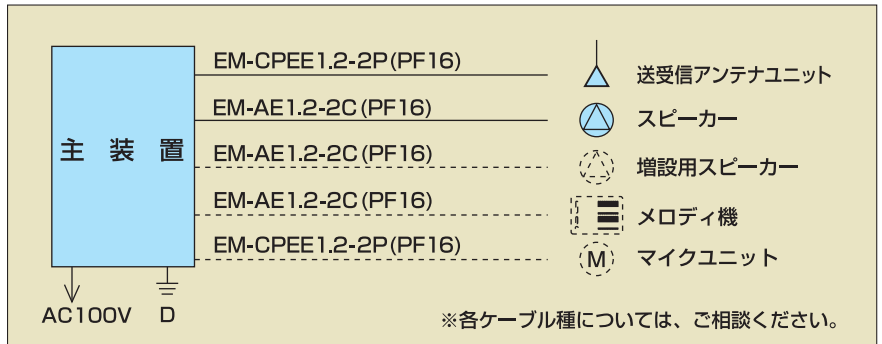 主装置
EM-CPEE1.2-2P(PF16)
送受信アンテナユニット
EM-AE1.2-2C(PF16)
スピーカー
EM-AE1.2-2C(PF16)
増設用スピーカー
EM-AE1.2-2C(PF16)
メロディ機
EM-CPEE1.2-2P(PF16)
M
マイクユニット
AC100V
D
※各ケーブル種については、ご相談ください。